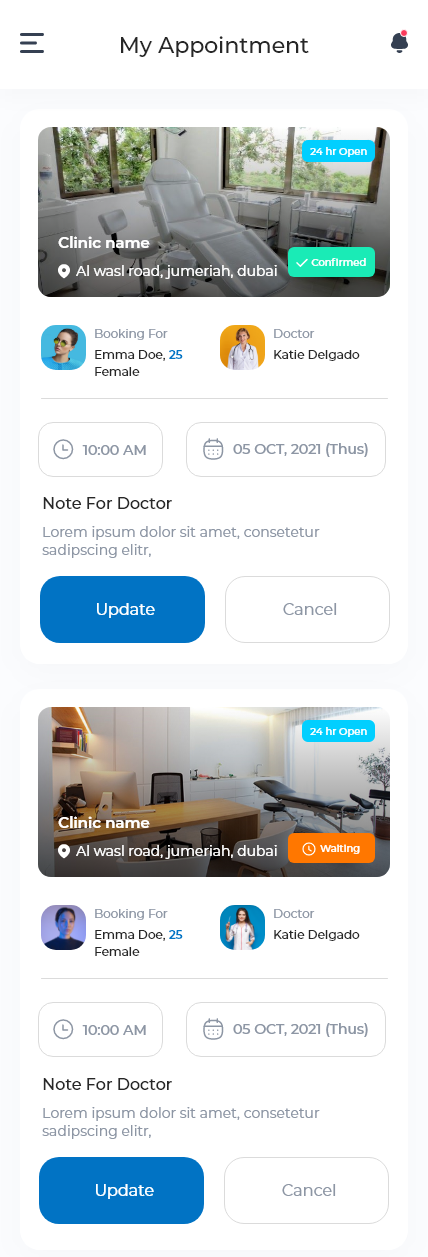 My Appointment
24 hr Open
Clinic name
Al wasl road, jumeriah, dubai
Confirmed
Booking For
Emma Doe, 25
Female
Doctor
Katie Delgado
10:00 AM
05 OCT, 2021 (Thus)
Note For Doctor
Lorem ipsum dolor sit amet, consetetur
sadipscing elitr,
Update
Cancel
24 hr Open
Clinic name
Al wasl road, jumeriah, dubai
Waiting
Booking For
Emma Doe, 25
Female
Doctor
Katie Delgado
10:00 AM
05 OCT, 2021 (Thus)
Note For Doctor
Lorem ipsum dolor sit amet, consetetur
sadipscing elitr,
Update
Cancel